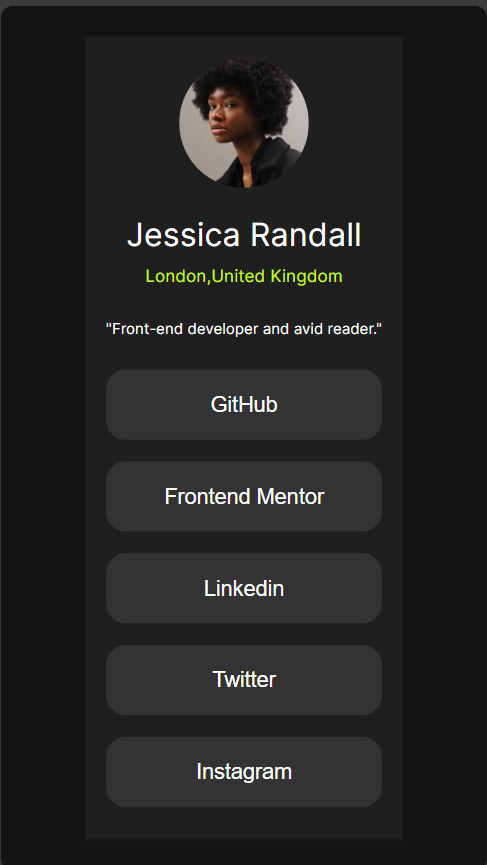 Jessica Randall
London,United Kingdom
"Front-end developer and avid reader."
GitHub
Frontend Mentor
Linkedin
Twitter
Instagram